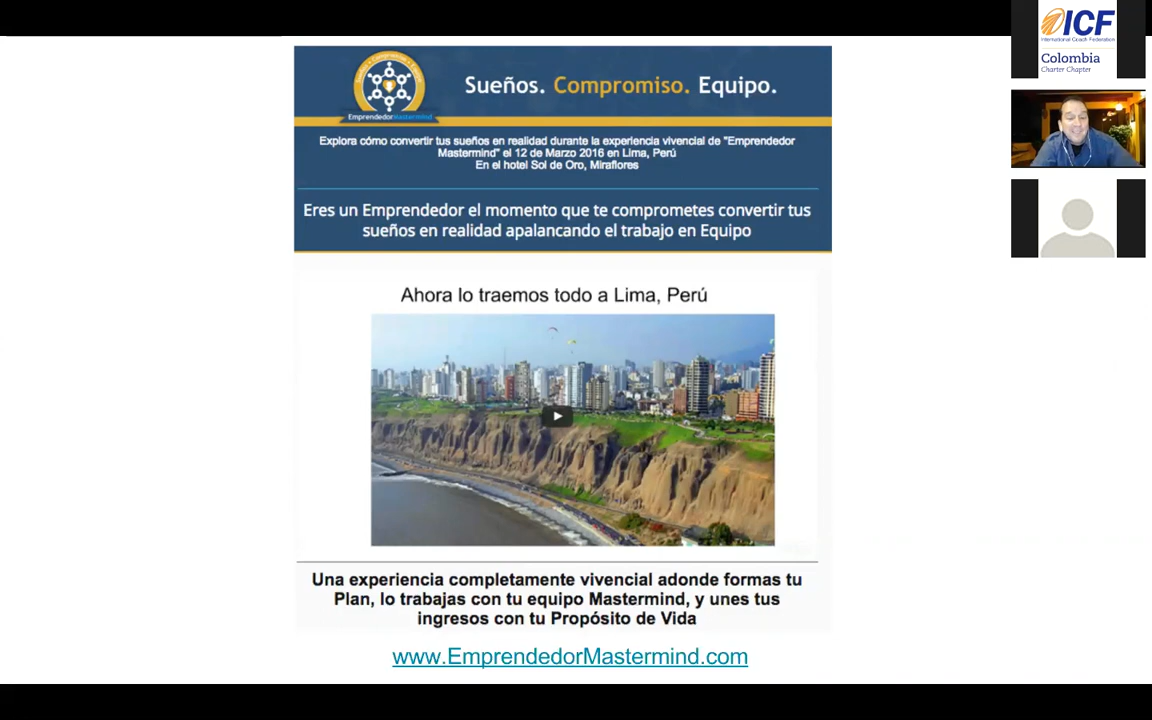 ICF
International Coach Federation
Colombia
Charter Chapter
Sueños • Compromiso • Equipo
EmprendedorMastermind
Sueños. Compromiso. Equipo.
Explora cómo convertir tus sueños en realidad durante la experiencia vivencial de "Emprendedor
Mastermind" el 12 de Marzo 2016 en Lima, Perú
En el hotel Sol de Oro, Miraflores
Eres un Emprendedor el momento que te comprometes convertir tus
sueños en realidad apalancando el trabajo en Equipo
Ahora lo traemos todo a Lima, Perú
Una experiencia completamente vivencial adonde formas tu
Plan, lo trabajas con tu equipo Mastermind, y unes tus
ingresos con tu Propósito de Vida
www.EmprendedorMastermind.com